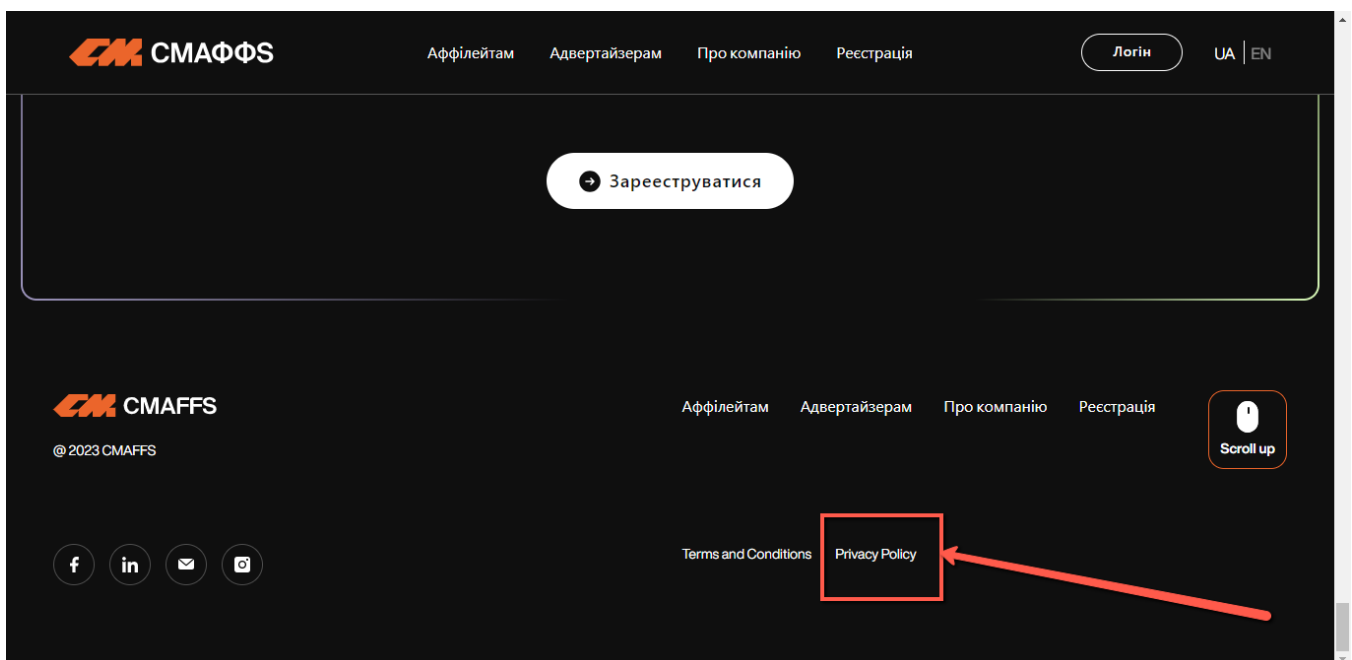 СМАФФS Аффілейтам Адвертайзерам Про компанію Реєстрація Логін UA EN
Зареєструватися
CMAFFS Аффілейтам Адвертайзерам Про компанію Реєстрація
@ 2023 CMAFFS Scroll up
Terms and Conditions Privacy Policy